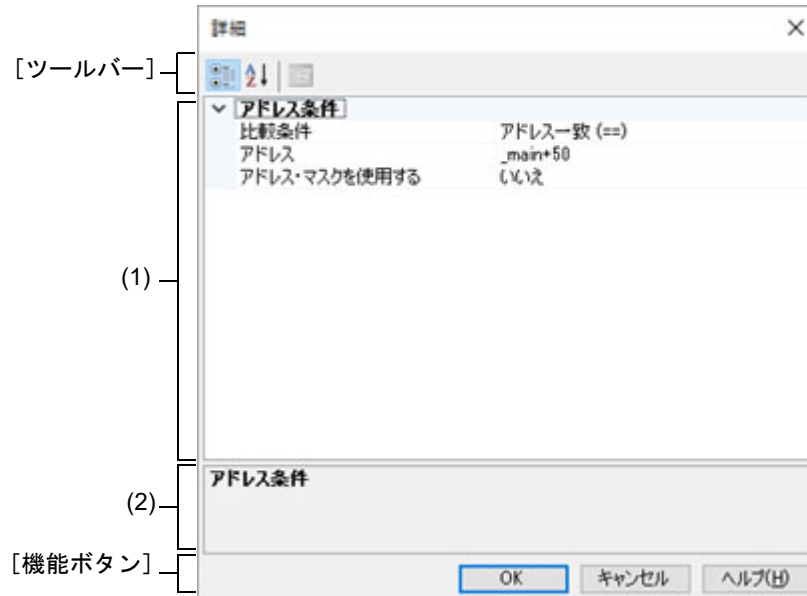 詳細
[ツールバー]
アドレス条件
比較条件 アドレス一致 (==)
アドレス _main+50
アドレス・マスクを使用する いいえ
(1)
アドレス条件
(2)
[機能ボタン]
OK キャンセル ヘルプ(H)